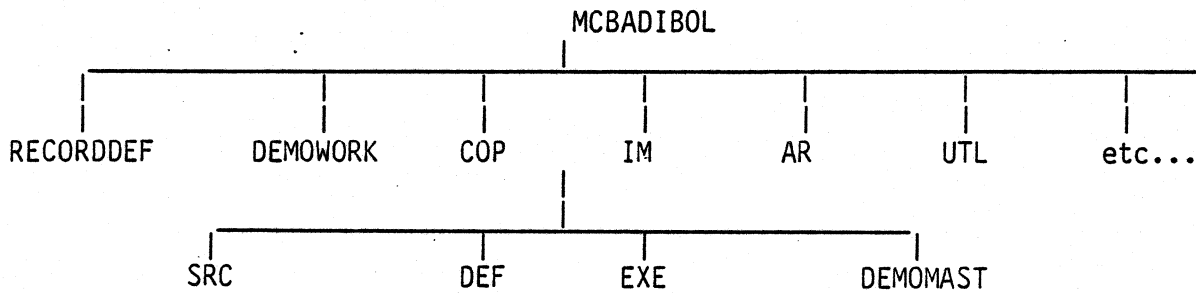 MCBADIBOL
RECORDDEF DEMOWORK COP IM AR UTL etc...
SRC DEF EXE DEMOMAST